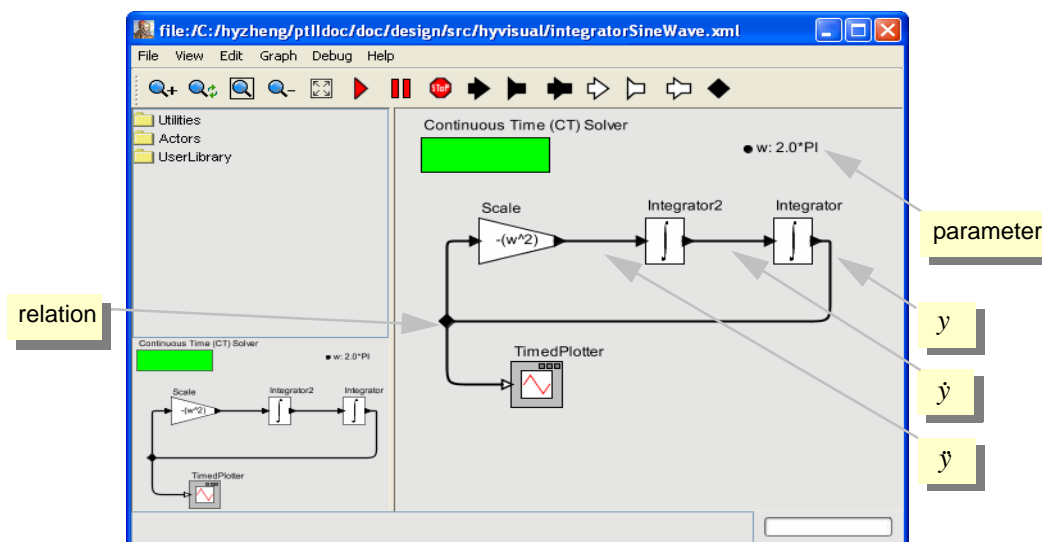 file:/C:/hyzheng/ptIIdoc/doc/design/src/hyvisual/integratorSineWave.xml
File View Edit Graph Debug Help
STOP
Utilities
Actors
UserLibrary
Continuous Time (CT) Solver
w: 2.0*PI
Scale
Integrator2
Integrator
-(w^2)
∫
∫
TimedPlotter
parameter
relation
y
ẏ
ÿ
Continuous Time (CT) Solver
w: 2.0*PI
Scale
Integrator2
Integrator
-(w^2)
∫
∫
TimedPlotter